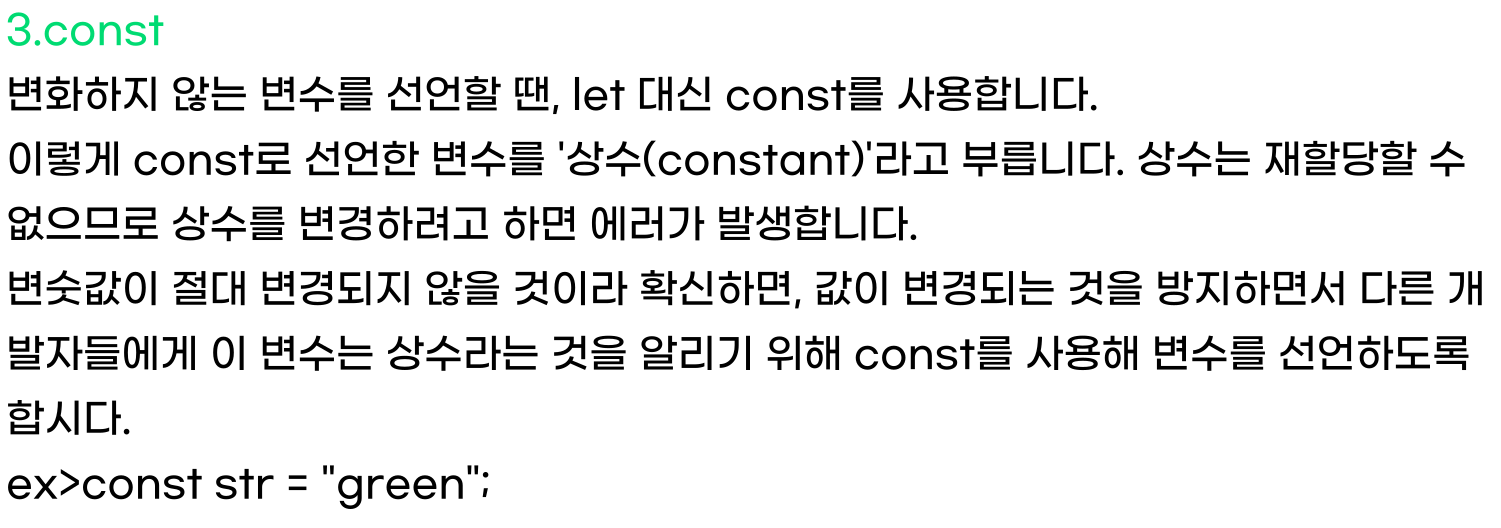 3.const
변화하지 않는 변수를 선언할 땐, let 대신 const를 사용합니다.
이렇게 const로 선언한 변수를 '상수(constant)'라고 부릅니다. 상수는 재할당할 수
없으므로 상수를 변경하려고 하면 에러가 발생합니다.
변숫값이 절대 변경되지 않을 것이라 확신하면, 값이 변경되는 것을 방지하면서 다른 개
발자들에게 이 변수는 상수라는 것을 알리기 위해 const를 사용해 변수를 선언하도록
합시다.
ex>const str = "green";